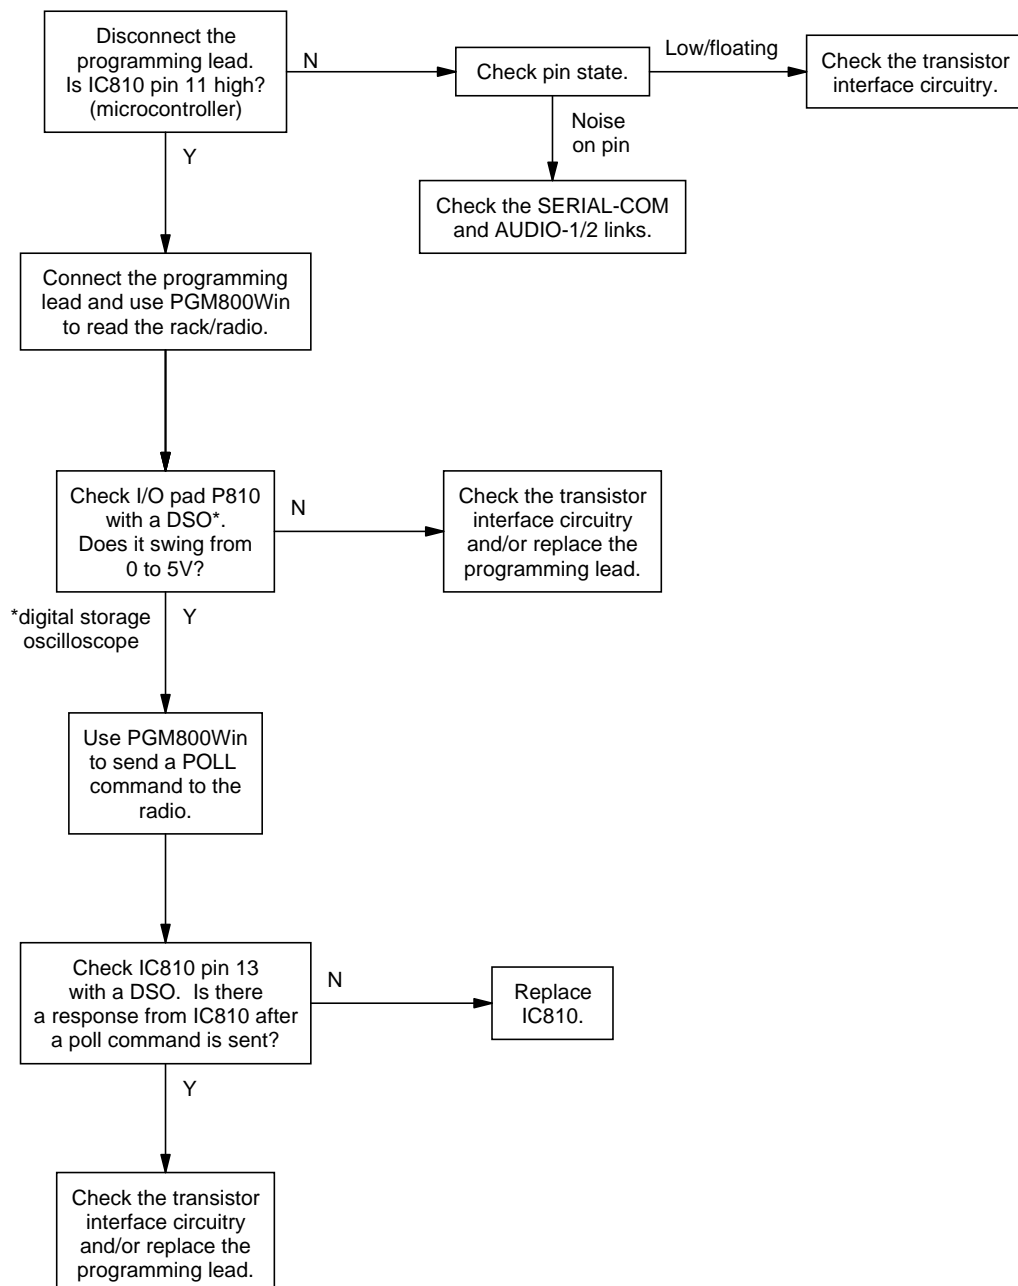 Disconnect the
programming lead.
Is IC810 pin 11 high?
(microcontroller)
N
Check pin state.
Low/floating
Check the transistor
interface circuitry.
Noise
on pin
Y
Check the SERIAL-COM
and AUDIO-1/2 links.
Connect the programming
lead and use PGM800Win
to read the rack/radio.
Check I/O pad P810
with a DSO*.
Does it swing from
0 to 5V?
N
Check the transistor
interface circuitry
and/or replace the
programming lead.
*digital storage
oscilloscope
Y
Use PGM800Win
to send a POLL
command to the
radio.
Check IC810 pin 13
with a DSO.  Is there
a response from IC810 after
a poll command is sent?
N
Replace
IC810.
Y
Check the transistor
interface circuitry
and/or replace the
programming lead.